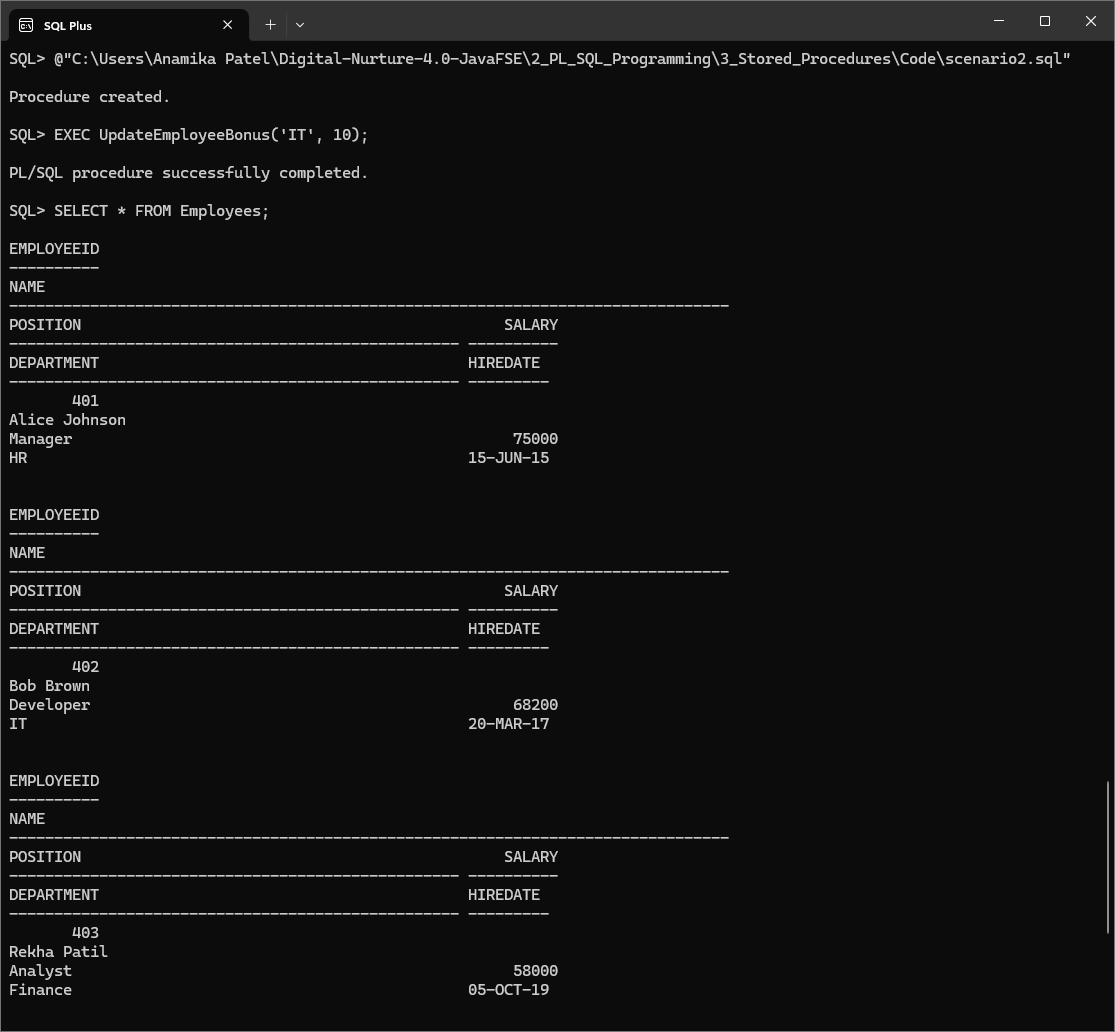 SQL Plus
SQL> @"C:\Users\Anamika Patel\Digital-Nurture-4.0-JavaFSE\2_PL_SQL_Programming\3_Stored_Procedures\Code\scenario2.sql"
Procedure created.
SQL> EXEC UpdateEmployeeBonus('IT', 10);
PL/SQL procedure successfully completed.
SQL> SELECT * FROM Employees;
EMPLOYEEID
----------
NAME
--------------------------------------------------------------------------------
POSITION                                               SALARY
-------------------------------------------------- ----------
DEPARTMENT                                         HIREDATE
-------------------------------------------------- ---------
       401
Alice Johnson
Manager                                                 75000
HR                                                 15-JUN-15
EMPLOYEEID
----------
NAME
--------------------------------------------------------------------------------
POSITION                                               SALARY
-------------------------------------------------- ----------
DEPARTMENT                                         HIREDATE
-------------------------------------------------- ---------
       402
Bob Brown
Developer                                               68200
IT                                                 20-MAR-17
EMPLOYEEID
----------
NAME
--------------------------------------------------------------------------------
POSITION                                               SALARY
-------------------------------------------------- ----------
DEPARTMENT                                         HIREDATE
-------------------------------------------------- ---------
       403
Rekha Patil
Analyst                                                 58000
Finance                                            05-OCT-19